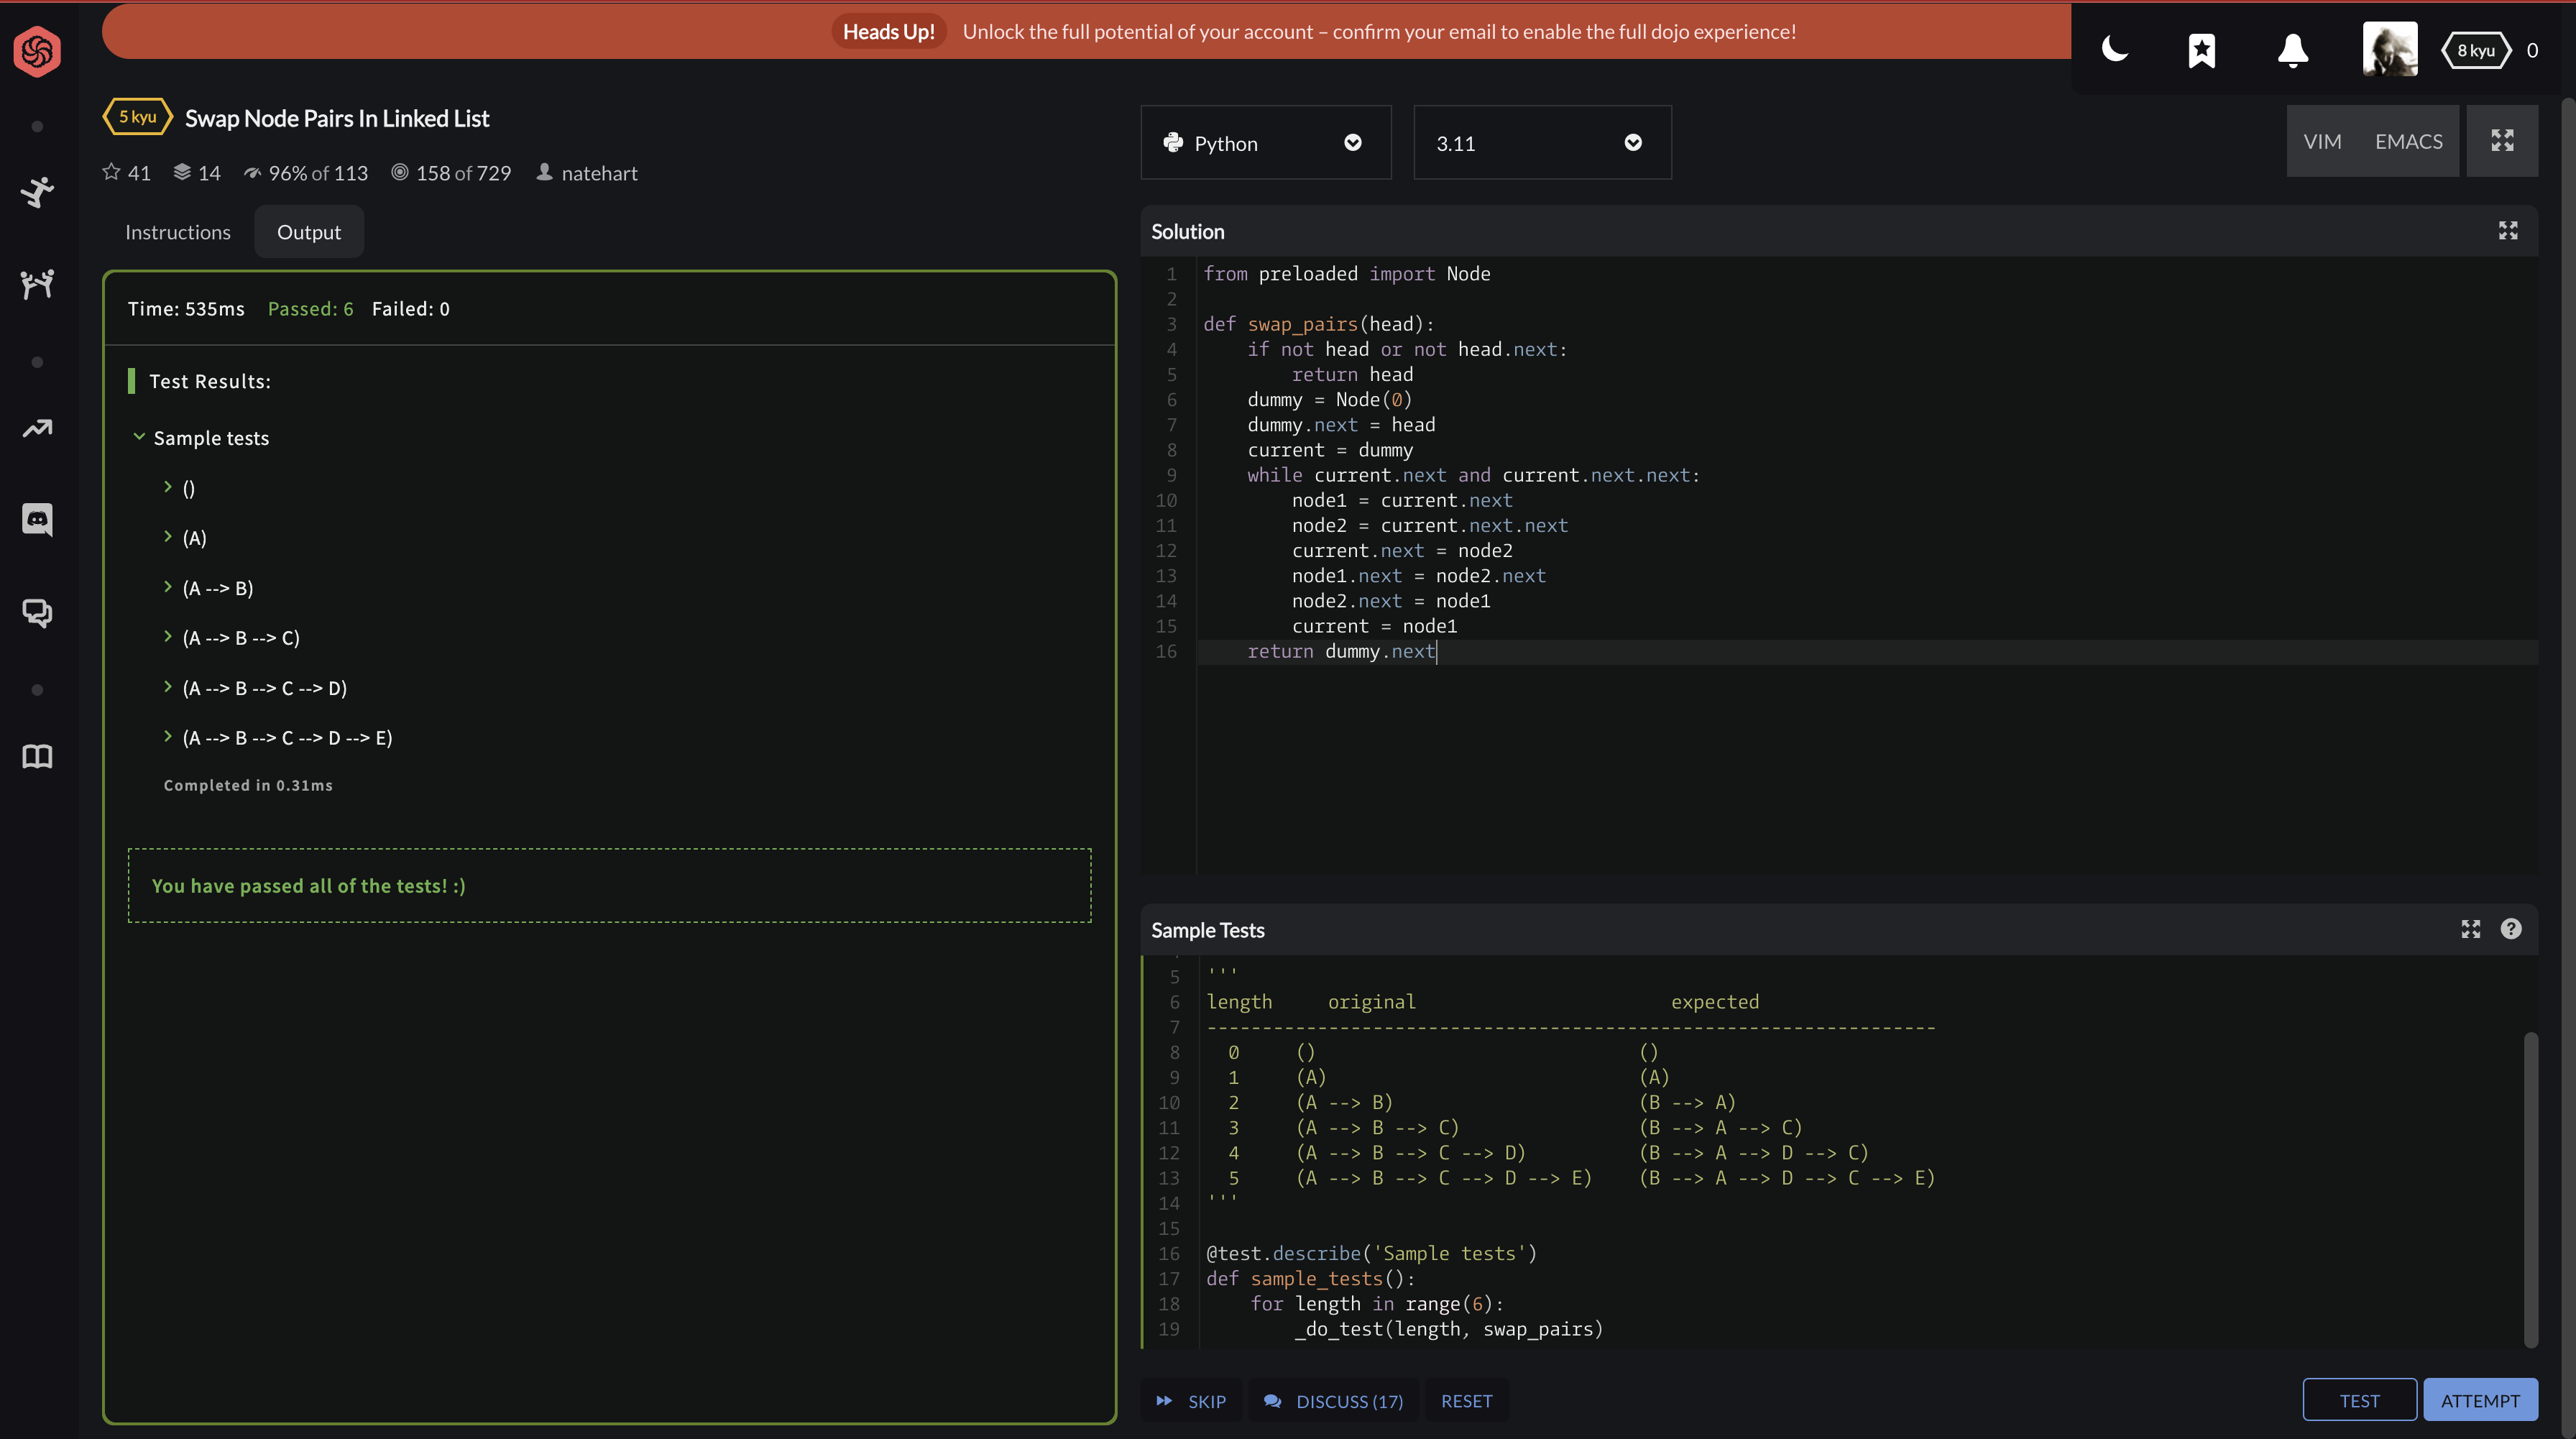 Heads Up! Unlock the full potential of your account – confirm your email to enable the full dojo experience!
8 kyu 0
5 kyu Swap Node Pairs In Linked List
41 14 96% of 113 158 of 729 natehart
Instructions Output
Time: 535ms Passed: 6 Failed: 0
Test Results:
Sample tests
()
(A)
(A --> B)
(A --> B --> C)
(A --> B --> C --> D)
(A --> B --> C --> D --> E)
Completed in 0.31ms
You have passed all of the tests! :)
Python 3.11 VIM EMACS
Solution
1 from preloaded import Node
2
3 def swap_pairs(head):
4     if not head or not head.next:
5         return head
6     dummy = Node(0)
7     dummy.next = head
8     current = dummy
9     while current.next and current.next.next:
10         node1 = current.next
11         node2 = current.next.next
12         current.next = node2
13         node1.next = node2.next
14         node2.next = node1
15         current = node1
16     return dummy.next
Sample Tests
5 '''
6 length     original                       expected
7 ------------------------------------------------------------------
8   0     ()                               ()
9   1     (A)                              (A)
10   2     (A --> B)                        (B --> A)
11   3     (A --> B --> C)                  (B --> A --> C)
12   4     (A --> B --> C --> D)            (B --> A --> D --> C)
13   5     (A --> B --> C --> D --> E)      (B --> A --> D --> C --> E)
14 '''
15
16 @test.describe('Sample tests')
17 def sample_tests():
18     for length in range(6):
19         _do_test(length, swap_pairs)
SKIP DISCUSS (17) RESET TEST ATTEMPT